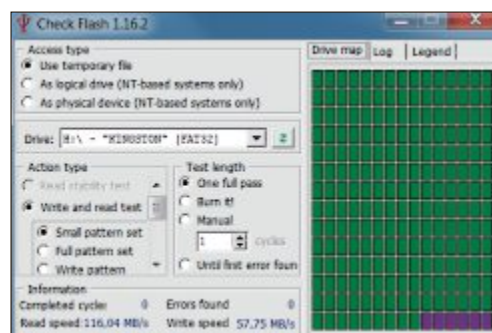 Check Flash 1.16.2
Access type
Use temporary file
As logical drive (NT-based systems only)
As physical device (NT-based systems only)
Drive: H:\ - "KINGSTON" [FAT32]
Action type
Read stability test
Write and read test
Small pattern set
Full pattern set
Write pattern
Test length
One full pass
Burn it!
Manual
1 cycles
Until first error foun
Information
Completed cycles 0 Errors found 0
Read speed 116,04 MB/s Write speed 57,75 MB/s
Drive map Log Legend